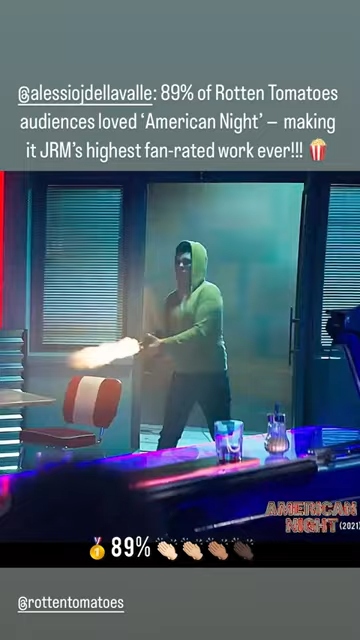 @alessiojdellavalle: 89% of Rotten Tomatoes
audiences loved ‘American Night’ – making
it JRM’s highest fan-rated work ever!!! 🍿
AMERICAN
NIGHT (2021)
🥇 89% 👏🏻👏🏼👏🏽👏🏿
@rottentomatoes